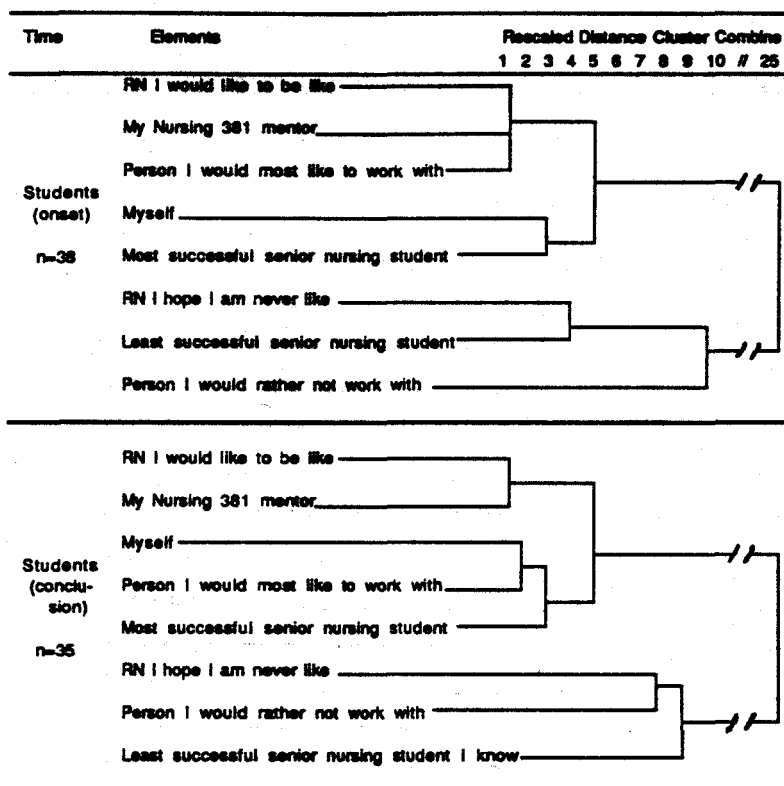 Time Elements Rescaled Distance Cluster Combine
1 2 3 4 5 6 7 8 9 10 // 25
RN I would like to be like
My Nursing 381 mentor
Person I would most like to work with
Students
(onset)
Myself
n=38
Most successful senior nursing student
RN I hope I am never like
Least successful senior nursing student
Person I would rather not work with
RN I would like to be like
My Nursing 381 mentor
Myself
Students
(conclu-
sion)
Person I would most like to work with
Most successful senior nursing student
n=35
RN I hope I am never like
Person I would rather not work with
Least successful senior nursing student I know